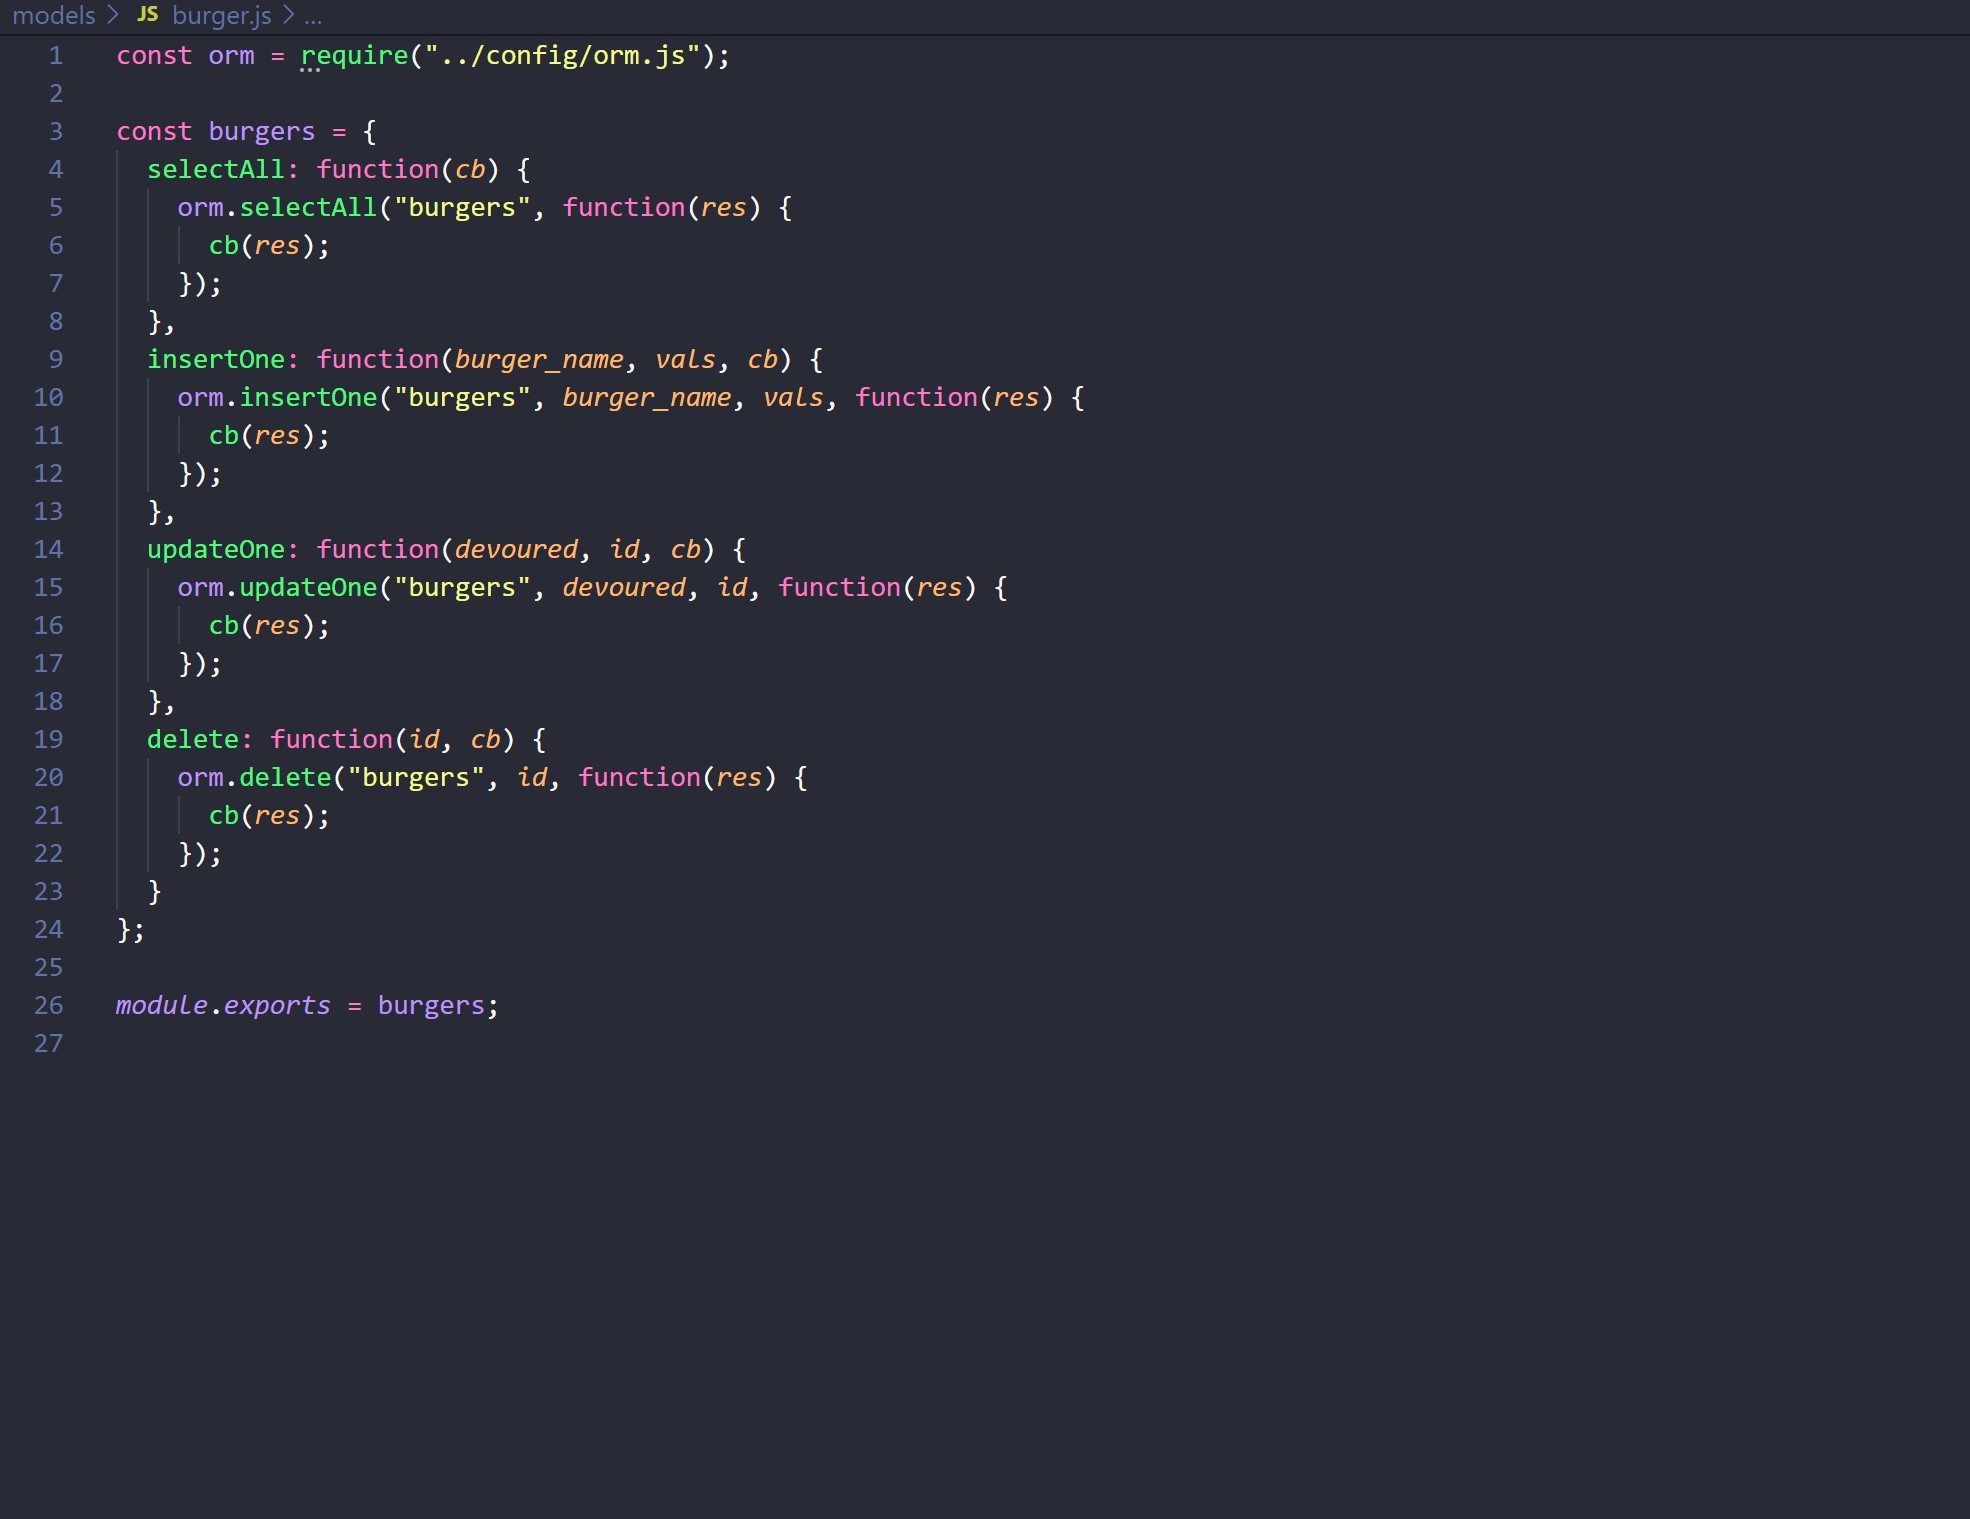 models > JS burger.js > ...
1 const orm = require("../config/orm.js");
2
3 const burgers = {
4   selectAll: function(cb) {
5     orm.selectAll("burgers", function(res) {
6       cb(res);
7     });
8   },
9   insertOne: function(burger_name, vals, cb) {
10     orm.insertOne("burgers", burger_name, vals, function(res) {
11       cb(res);
12     });
13   },
14   updateOne: function(devoured, id, cb) {
15     orm.updateOne("burgers", devoured, id, function(res) {
16       cb(res);
17     });
18   },
19   delete: function(id, cb) {
20     orm.delete("burgers", id, function(res) {
21       cb(res);
22     });
23   }
24 };
25
26 module.exports = burgers;
27